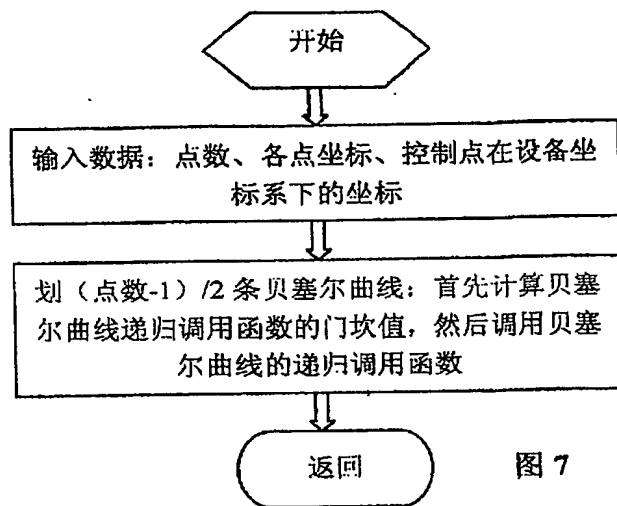 开始
输入数据：点数、各点坐标、控制点在设备坐
标系下的坐标
划（点数-1）/2 条贝塞尔曲线：首先计算贝塞
尔曲线递归调用函数的门坎值，然后调用贝塞
尔曲线的递归调用函数
返回
图 7